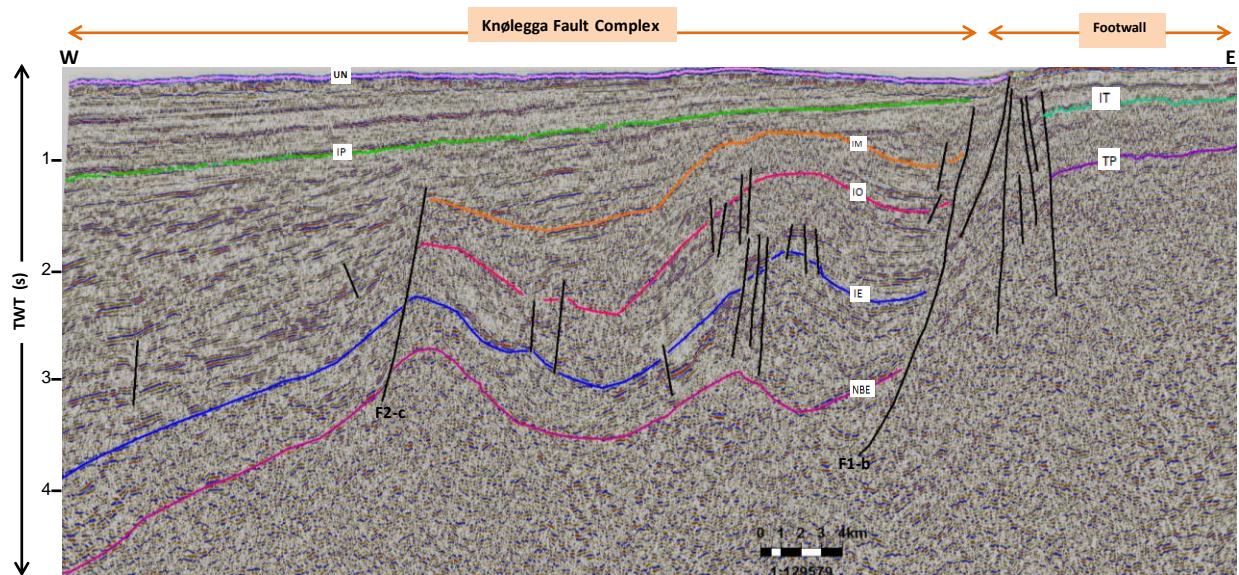 Knølegga Fault Complex
Footwall
W
E
UN
IT
IP
IM
TP
1
IO
2
TWT (s)
IE
3
NBE
F2-c
F1-b
4
0 1 2 3 4km
1:129579